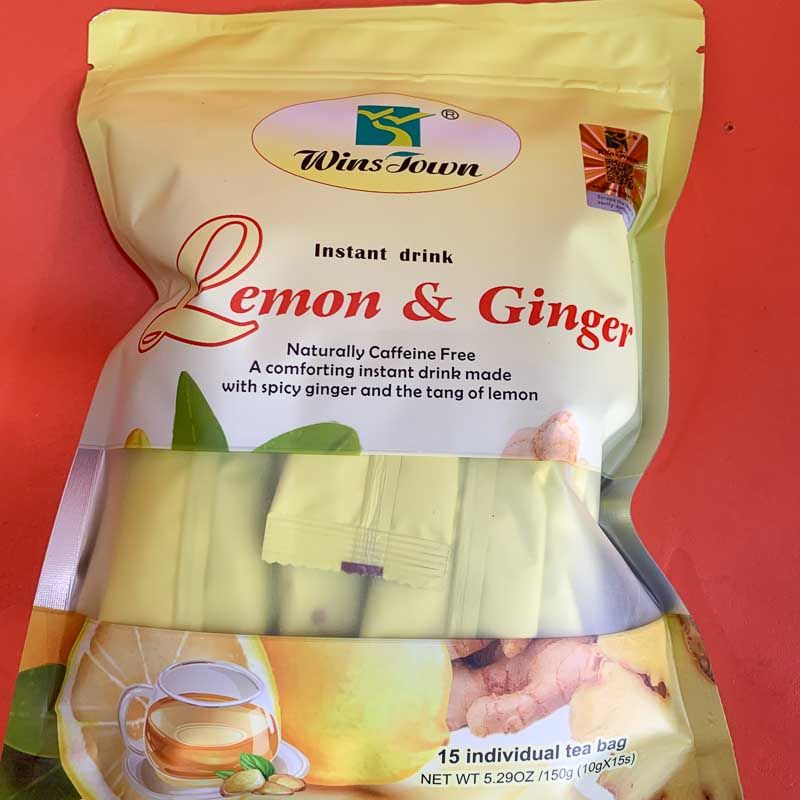 ®
Wins Town
Instant drink
Lemon & Ginger
Naturally Caffeine Free
A comforting instant drink made
with spicy ginger and the tang of lemon
15 individual tea bag
NET WT 5.29OZ /150g (10gX15s)